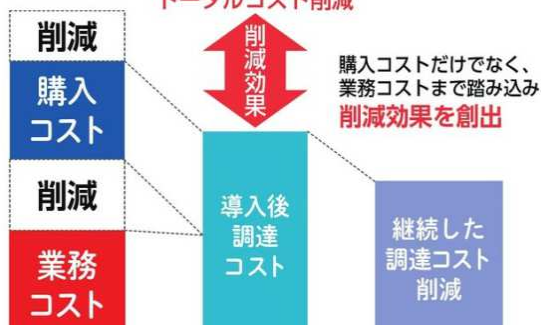 トータルコスト削減
削減
購入
コスト
削減
業務
コスト
削減効果
購入コストだけでなく、
業務コストまで踏み込み
削減効果を創出
導入後
調達
コスト
継続した
調達コスト
削減